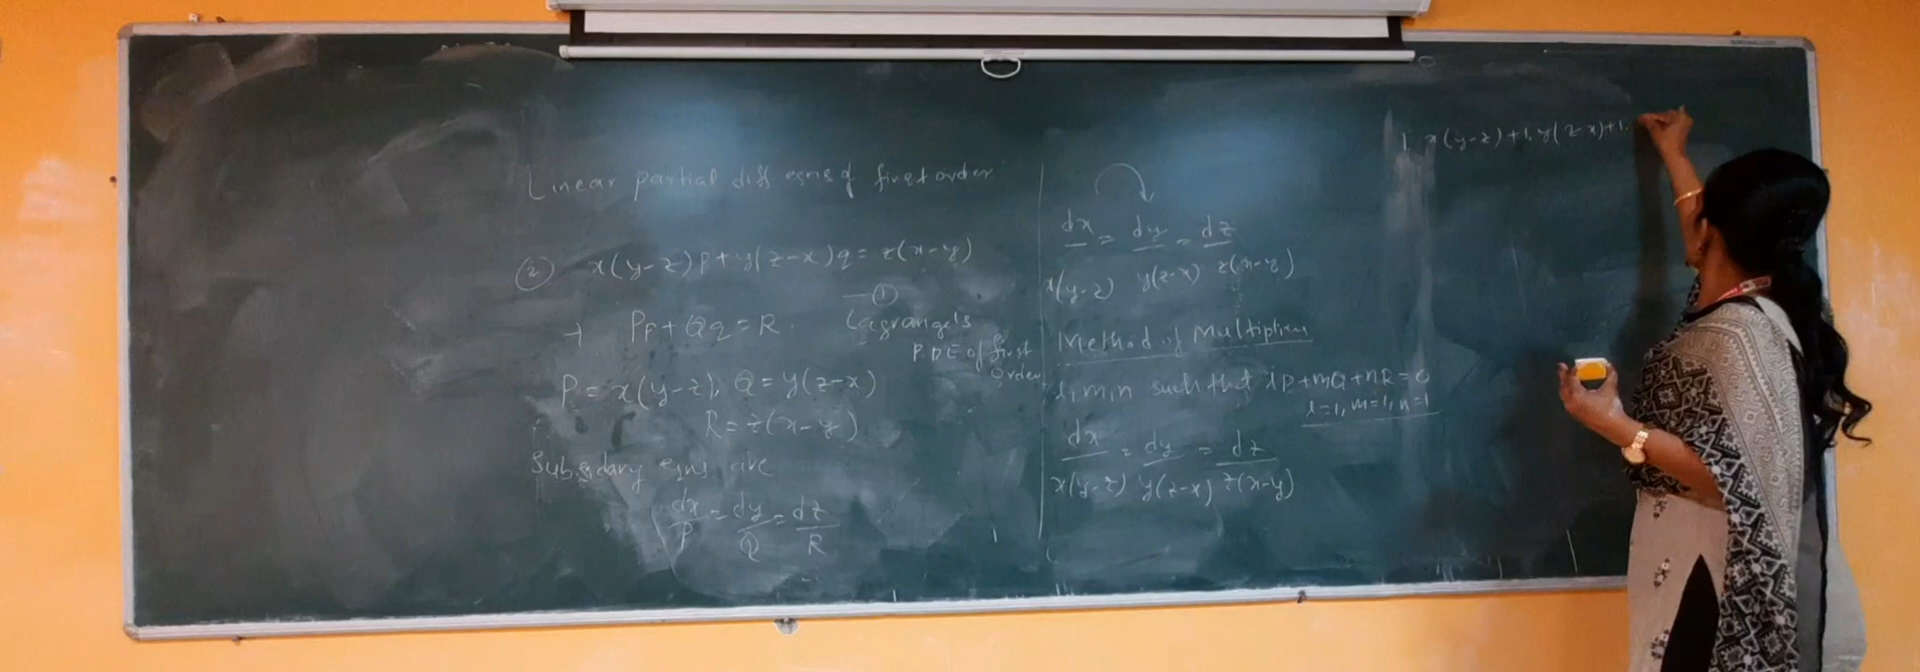 Linear partial diff eqns of first order
② x(y-z)p+y(z-x)q=z(x-y)
—①
→ Pp+Qq=R. Lagrange's
PDE of first
Order
P=x(y-z), Q=y(z-x)
R=z(x-y).
Subsidary eqns are
dx/P = dy/Q = dz/R
dx/x(y-z) = dy/y(z-x) = dz/z(x-y)
Method of
l, m, n such that lP+mQ+nR=0
l=1, m=1, n=1
dx/x(y-z) = dy/y(z-x) = dz/z(x-y)
1. x(y-z)+1. y(z-x)+1.